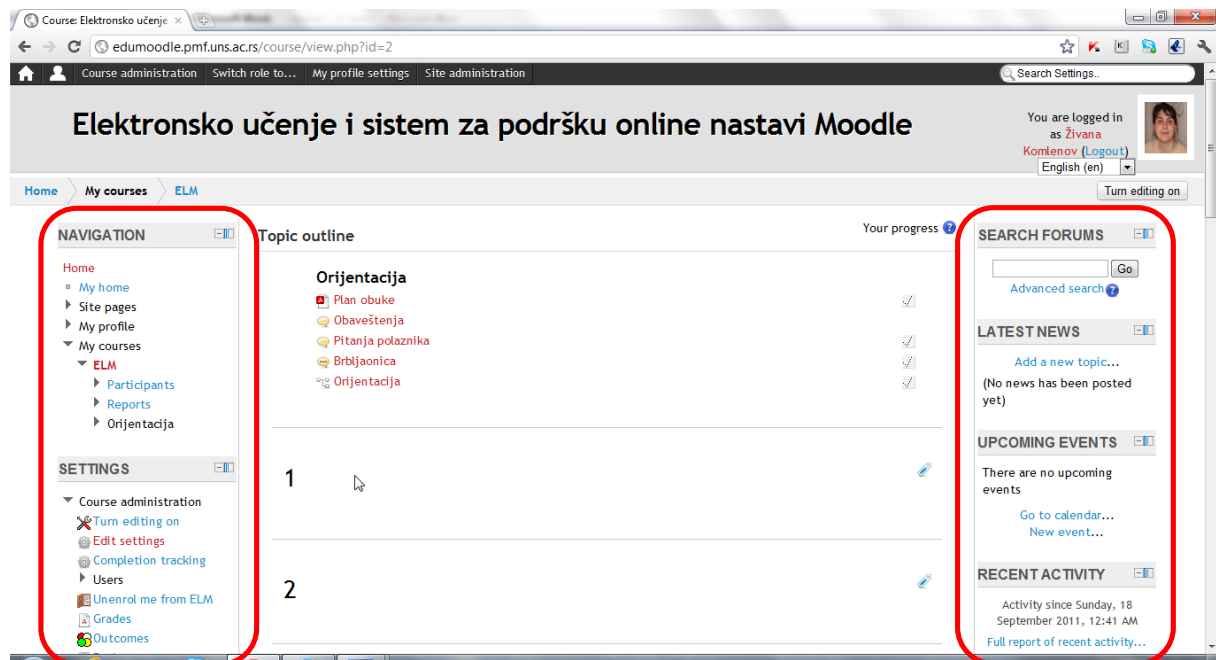 Course: Elektronsko učenje
edumoodle.pmf.uns.ac.rs/course/view.php?id=2
Course administration Switch role to... My profile settings Site administration
Search Settings..
Elektronsko učenje i sistem za podršku online nastavi Moodle
You are logged in
as Živana
Komlenov (Logout)
English (en)
Home My courses ELM
Turn editing on
NAVIGATION
Home
My home
Site pages
My profile
My courses
ELM
Participants
Reports
Orijentacija
SETTINGS
Course administration
Turn editing on
Edit settings
Completion tracking
Users
Unenrol me from ELM
Grades
Outcomes
Topic outline
Your progress
Orijentacija
Plan obuke
Obaveštenja
Pitanja polaznika
Brbljaonica
Orijentacija
1
2
SEARCH FORUMS
Go
Advanced search
LATEST NEWS
Add a new topic...
(No news has been posted
yet)
UPCOMING EVENTS
There are no upcoming
events
Go to calendar...
New event...
RECENT ACTIVITY
Activity since Sunday, 18
September 2011, 12:41 AM
Full report of recent activity...